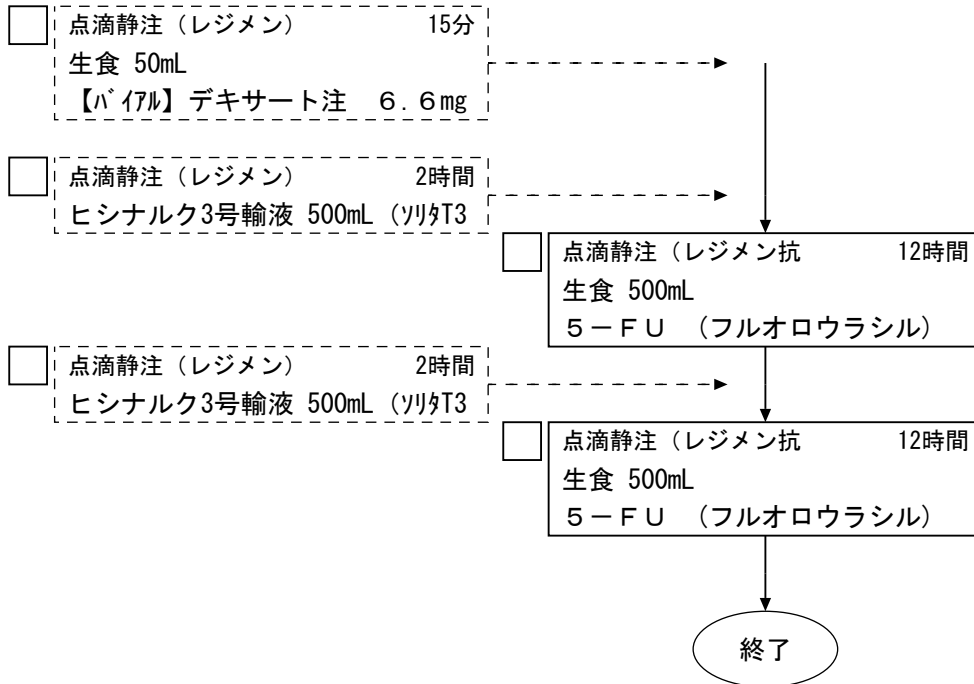 点滴静注（レジメン） 15分
生食 50mL
【ﾊﾞｲｱﾙ】デキサート注　６.６mg
点滴静注（レジメン） 2時間
ヒシナルク3号輸液 500mL（ｿﾘﾀT3
点滴静注（レジメン抗 12時間
生食 500mL
５－ＦＵ　（フルオロウラシル）
点滴静注（レジメン） 2時間
ヒシナルク3号輸液 500mL（ｿﾘﾀT3
点滴静注（レジメン抗 12時間
生食 500mL
５－ＦＵ　（フルオロウラシル）
終了